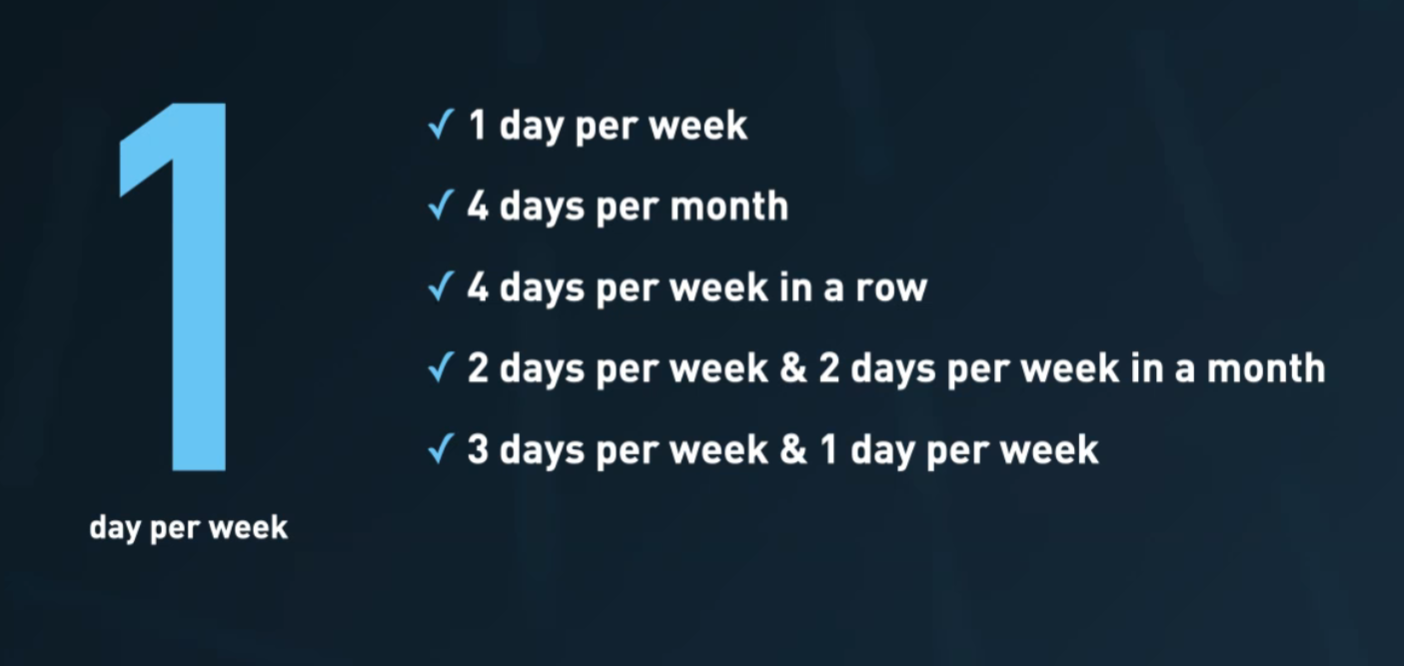 1
day per week
✓ 1 day per week
✓ 4 days per month
✓ 4 days per week in a row
✓ 2 days per week & 2 days per week in a month
✓ 3 days per week & 1 day per week